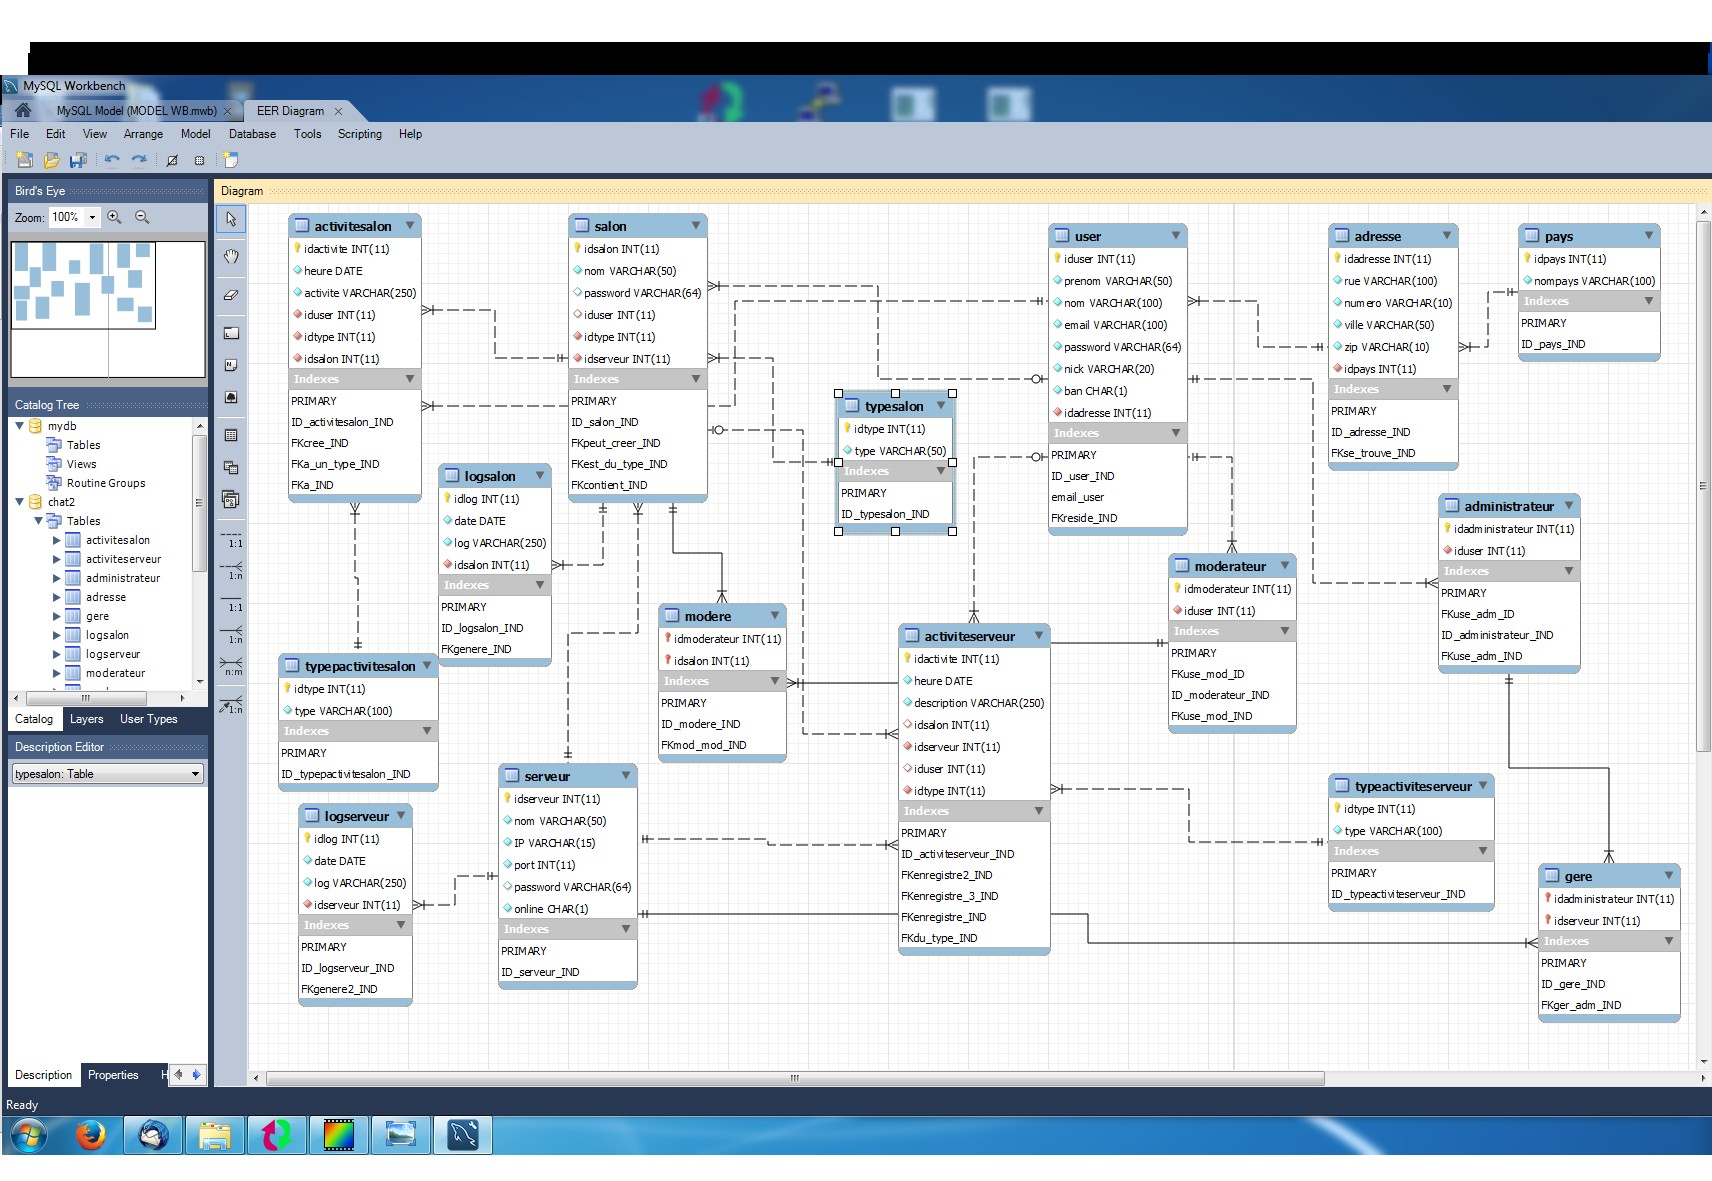 MySQL Workbench
MySQL Model (MODEL WB.mwb)
EER Diagram
File Edit View Arrange Model Database Tools Scripting Help
Bird's Eye
Zoom: 100%
Catalog Tree
mydb
Tables
Views
Routine Groups
chat2
Tables
activitesalon
activiteserveur
administrateur
adresse
gere
logsalon
logserveur
moderateur
Catalog Layers User Types
Description Editor
typesalon: Table
Description Properties H
Ready
Diagram
1:1
1:n
1:1
1:n
n:m
1:n
activitesalon
idactivite INT(11)
heure DATE
activite VARCHAR(250)
iduser INT(11)
idtype INT(11)
idsalon INT(11)
Indexes
PRIMARY
ID_activitesalon_IND
FKcree_IND
FKa_un_type_IND
FKa_IND
salon
idsalon INT(11)
nom VARCHAR(50)
password VARCHAR(64)
iduser INT(11)
idtype INT(11)
idserveur INT(11)
Indexes
PRIMARY
ID_salon_IND
FKpeut_creer_IND
FKest_du_type_IND
FKcontient_IND
user
iduser INT(11)
prenom VARCHAR(50)
nom VARCHAR(100)
email VARCHAR(100)
password VARCHAR(64)
nick VARCHAR(20)
ban CHAR(1)
idadresse INT(11)
Indexes
PRIMARY
ID_user_IND
email_user
FKreside_IND
adresse
idadresse INT(11)
rue VARCHAR(100)
numero VARCHAR(10)
ville VARCHAR(50)
zip VARCHAR(10)
idpays INT(11)
Indexes
PRIMARY
ID_adresse_IND
FKse_trouve_IND
pays
idpays INT(11)
nompays VARCHAR(100)
Indexes
PRIMARY
ID_pays_IND
typesalon
idtype INT(11)
type VARCHAR(50)
Indexes
PRIMARY
ID_typesalon_IND
logsalon
idlog INT(11)
date DATE
log VARCHAR(250)
idsalon INT(11)
Indexes
PRIMARY
ID_logsalon_IND
FKgenere_IND
administrateur
idadministrateur INT(11)
iduser INT(11)
Indexes
PRIMARY
FKuse_adm_ID
ID_administrateur_IND
FKuse_adm_IND
moderateur
idmoderateur INT(11)
iduser INT(11)
Indexes
PRIMARY
FKuse_mod_ID
ID_moderateur_IND
FKuse_mod_IND
modere
idmoderateur INT(11)
idsalon INT(11)
Indexes
PRIMARY
ID_modere_IND
FKmod_mod_IND
activiteserveur
idactivite INT(11)
heure DATE
description VARCHAR(250)
idsalon INT(11)
idserveur INT(11)
iduser INT(11)
idtype INT(11)
Indexes
PRIMARY
ID_activiteserveur_IND
FKenregistre2_IND
FKenregistre_3_IND
FKenregistre_IND
FKdu_type_IND
typepactivitesalon
idtype INT(11)
type VARCHAR(100)
Indexes
PRIMARY
ID_typepactivitesalon_IND
serveur
idserveur INT(11)
nom VARCHAR(50)
IP VARCHAR(15)
port INT(11)
password VARCHAR(64)
online CHAR(1)
Indexes
PRIMARY
ID_serveur_IND
logserveur
idlog INT(11)
date DATE
log VARCHAR(250)
idserveur INT(11)
Indexes
PRIMARY
ID_logserveur_IND
FKgenere2_IND
typeactiviteserveur
idtype INT(11)
type VARCHAR(100)
Indexes
PRIMARY
ID_typeactiviteserveur_IND
gere
idadministrateur INT(11)
idserveur INT(11)
Indexes
PRIMARY
ID_gere_IND
FKger_adm_IND